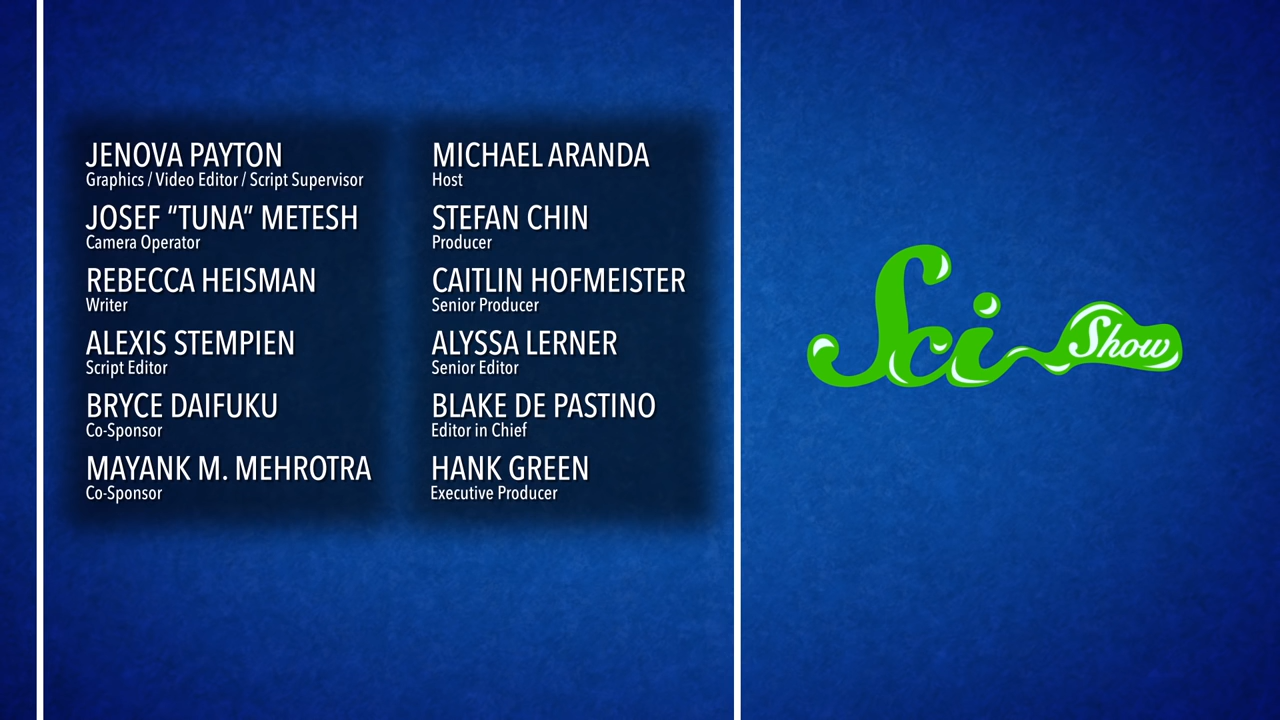 JENOVA PAYTON
Graphics / Video Editor / Script Supervisor
JOSEF “TUNA” METESH
Camera Operator
REBECCA HEISMAN
Writer
ALEXIS STEMPIEN
Script Editor
BRYCE DAIFUKU
Co-Sponsor
MAYANK M. MEHROTRA
Co-Sponsor
MICHAEL ARANDA
Host
STEFAN CHIN
Producer
CAITLIN HOFMEISTER
Senior Producer
ALYSSA LERNER
Senior Editor
BLAKE DE PASTINO
Editor in Chief
HANK GREEN
Executive Producer
Sci Show